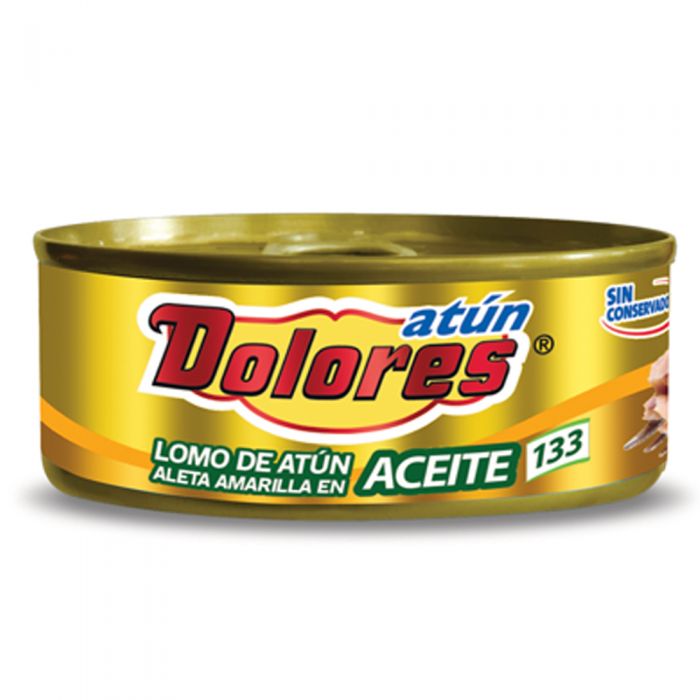 atún
Dolores®
SIN
CONSERVADO
LOMO DE ATÚN
ALETA AMARILLA EN
ACEITE
133